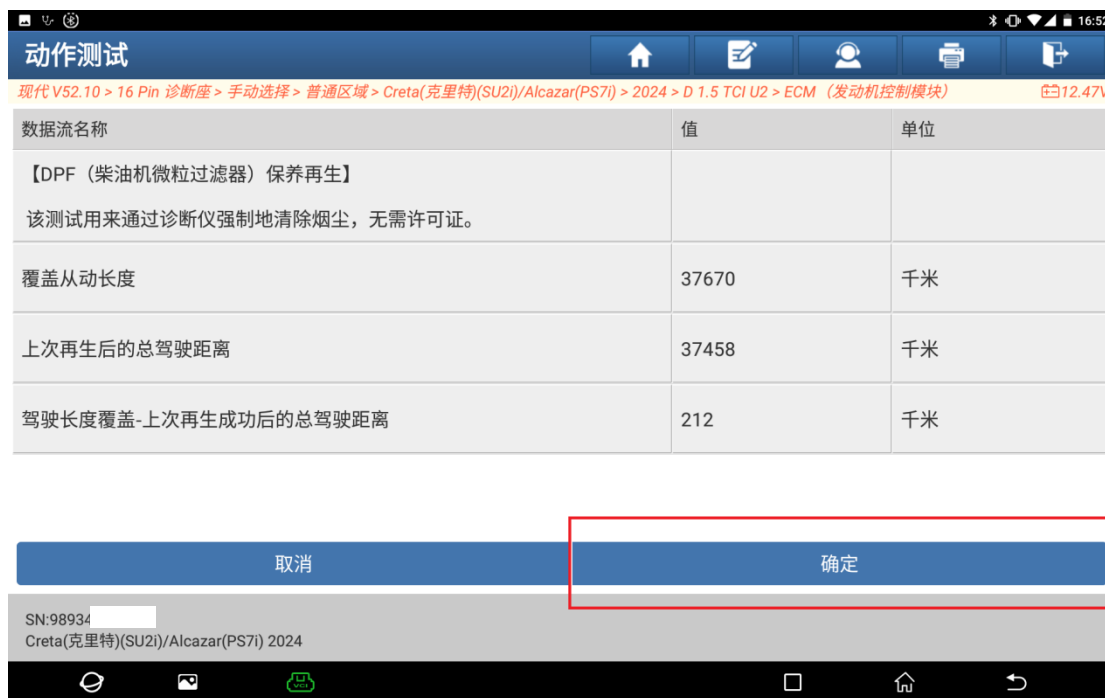 16:52
动作测试
现代 V52.10 > 16 Pin 诊断座 > 手动选择 > 普通区域 > Creta(克里特)(SU2i)/Alcazar(PS7i) > 2024 > D 1.5 TCI U2 > ECM（发动机控制模块） 12.47V
数据流名称 值 单位
【DPF（柴油机微粒过滤器）保养再生】
该测试用来通过诊断仪强制地清除烟尘，无需许可证。
覆盖从动长度 37670 千米
上次再生后的总驾驶距离 37458 千米
驾驶长度覆盖-上次再生成功后的总驾驶距离 212 千米
取消 确定
SN:98934
Creta(克里特)(SU2i)/Alcazar(PS7i) 2024
VCI